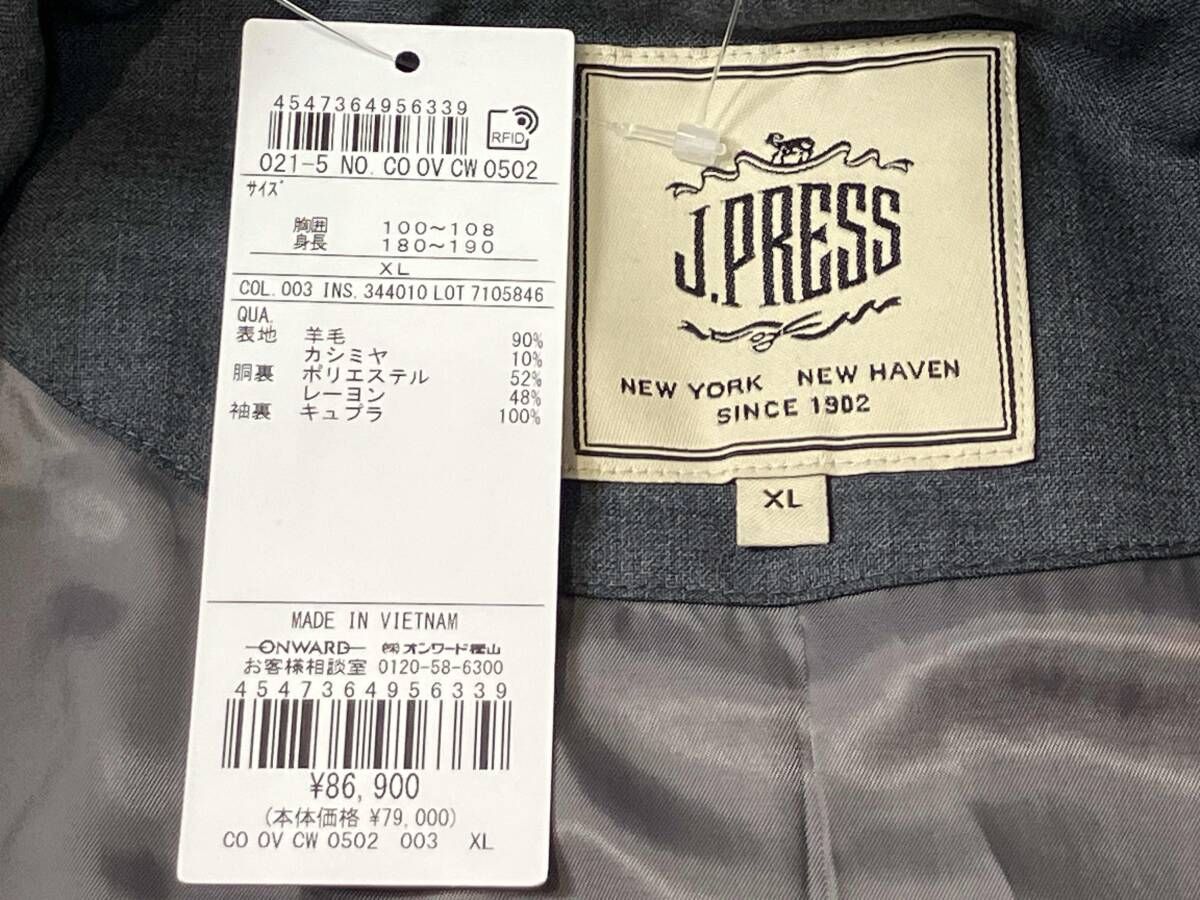 4547364956339
RFID
021-5 NO. CO OV CW 0502
サイズ
胸囲 100～108
身長 180～190
XL
COL. 003 INS. 344010 LOT 7105846
QUA.
表地 羊毛 90%
カシミヤ 10%
胴裏 ポリエステル 52%
レーヨン 48%
袖裏 キュプラ 100%
MADE IN VIETNAM
ONWARD ㈱オンワード樫山
お客様相談室 0120-58-6300
4547364956339
¥86,900
(本体価格 ¥79,000)
CO OV CW 0502 003 XL
J.PRESS
NEW YORK NEW HAVEN
SINCE 1902
XL